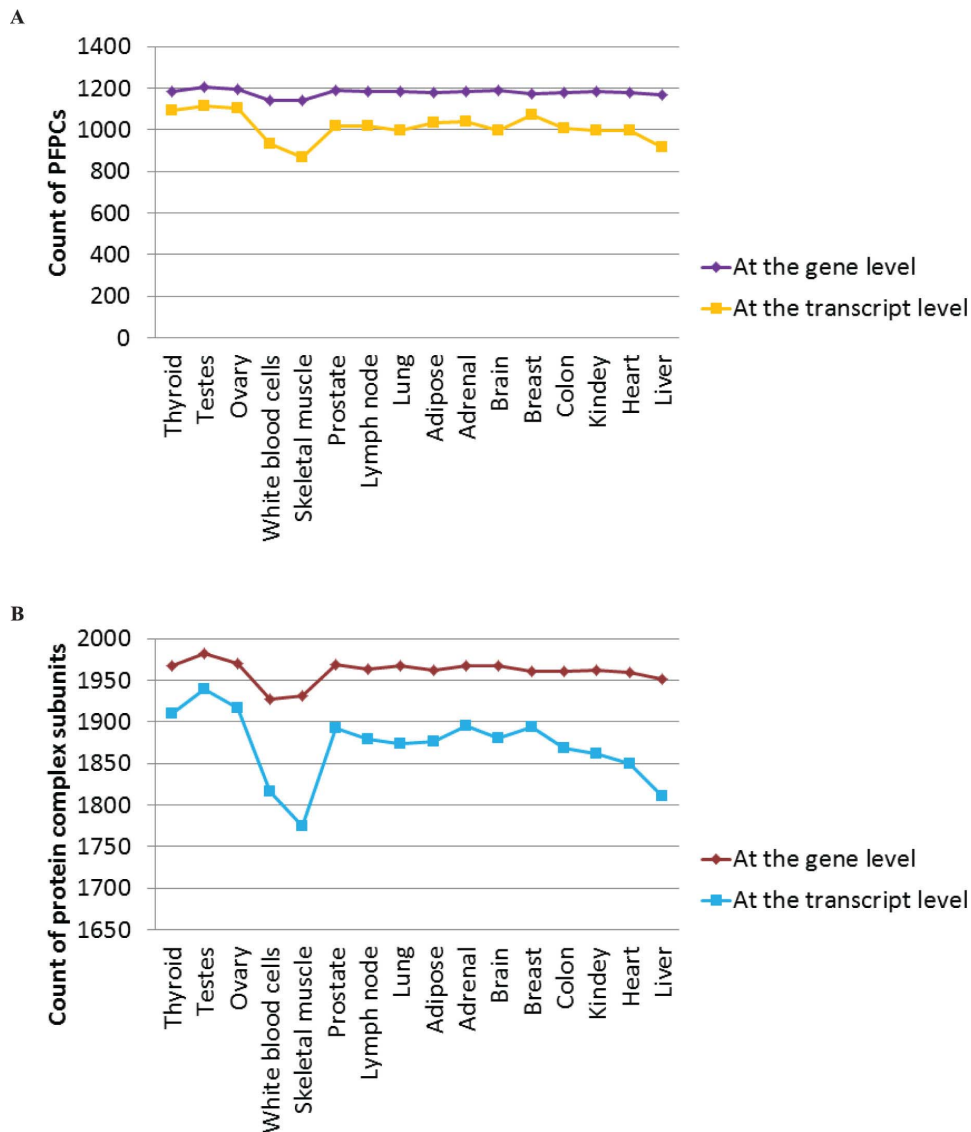 A
Count of PFPCs
1400
1200
1000
800
600
400
200
0
Thyroid
Testes
Ovary
White blood cells
Skeletal muscle
Prostate
Lymph node
Lung
Adipose
Adrenal
Brain
Breast
Colon
Kindey
Heart
Liver
At the gene level
At the transcript level
B
Count of protein complex subunits
2000
1950
1900
1850
1800
1750
1700
1650
Thyroid
Testes
Ovary
White blood cells
Skeletal muscle
Prostate
Lymph node
Lung
Adipose
Adrenal
Brain
Breast
Colon
Kindey
Heart
Liver
At the gene level
At the transcript level